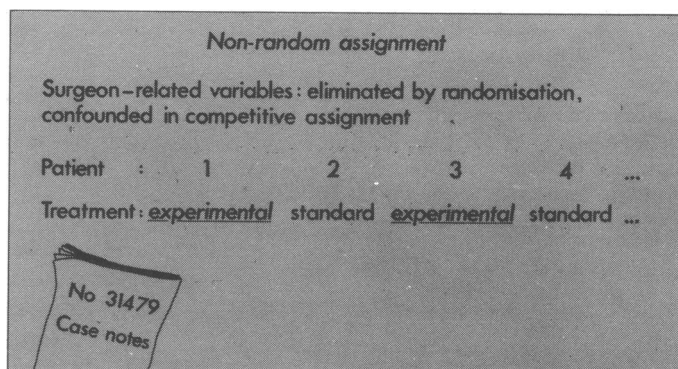 Non-random assignment
Surgeon-related variables: eliminated by randomisation,
confounded in competitive assignment
Patient : 1 2 3 4 ...
Treatment: experimental standard experimental standard ...
No 31479
Case notes